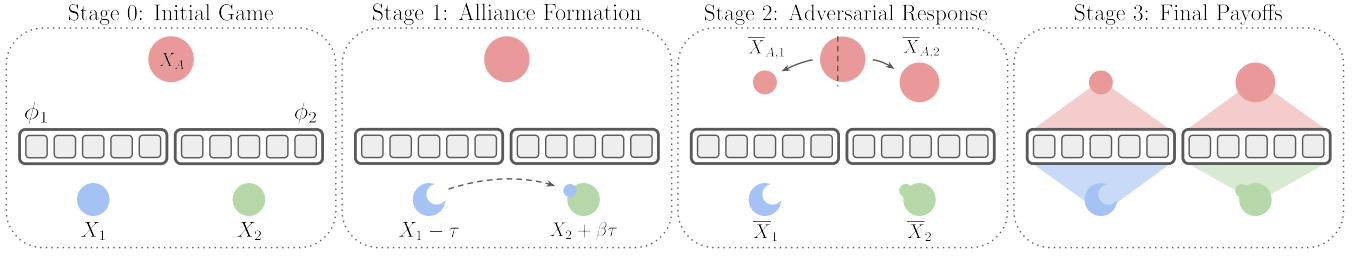 Stage 0: Initial Game
X_A
ϕ_1
ϕ_2
X_1
X_2
Stage 1: Alliance Formation
X_1 − τ
X_2 + βτ
Stage 2: Adversarial Response
X̅_{A,1}
X̅_{A,2}
X̅_1
X̅_2
Stage 3: Final Payoffs